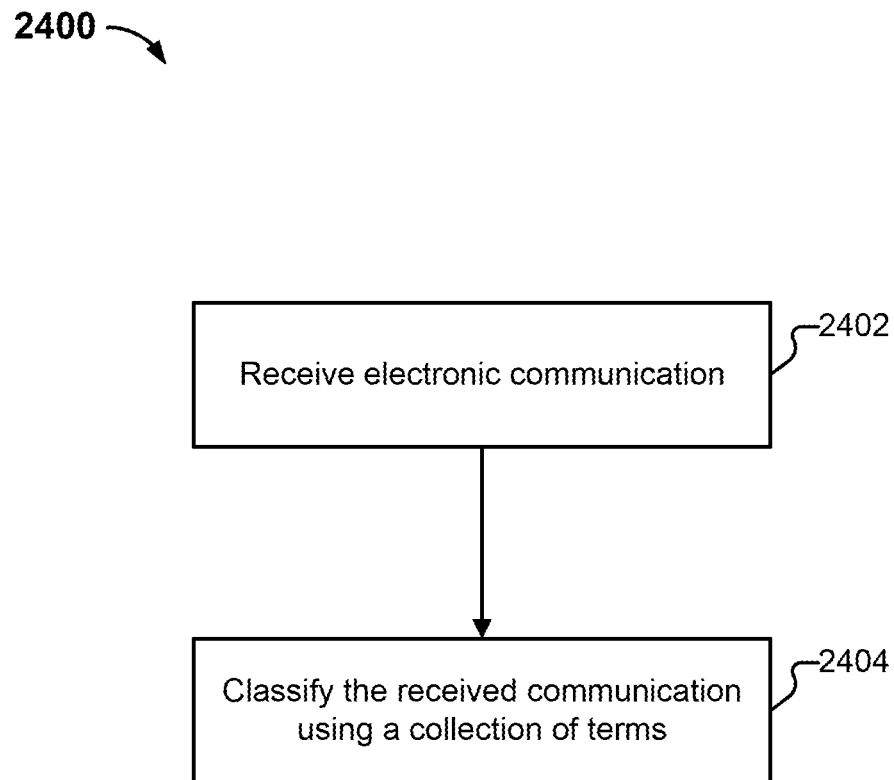 2400
Receive electronic communication
2402
Classify the received communication
using a collection of terms
2404